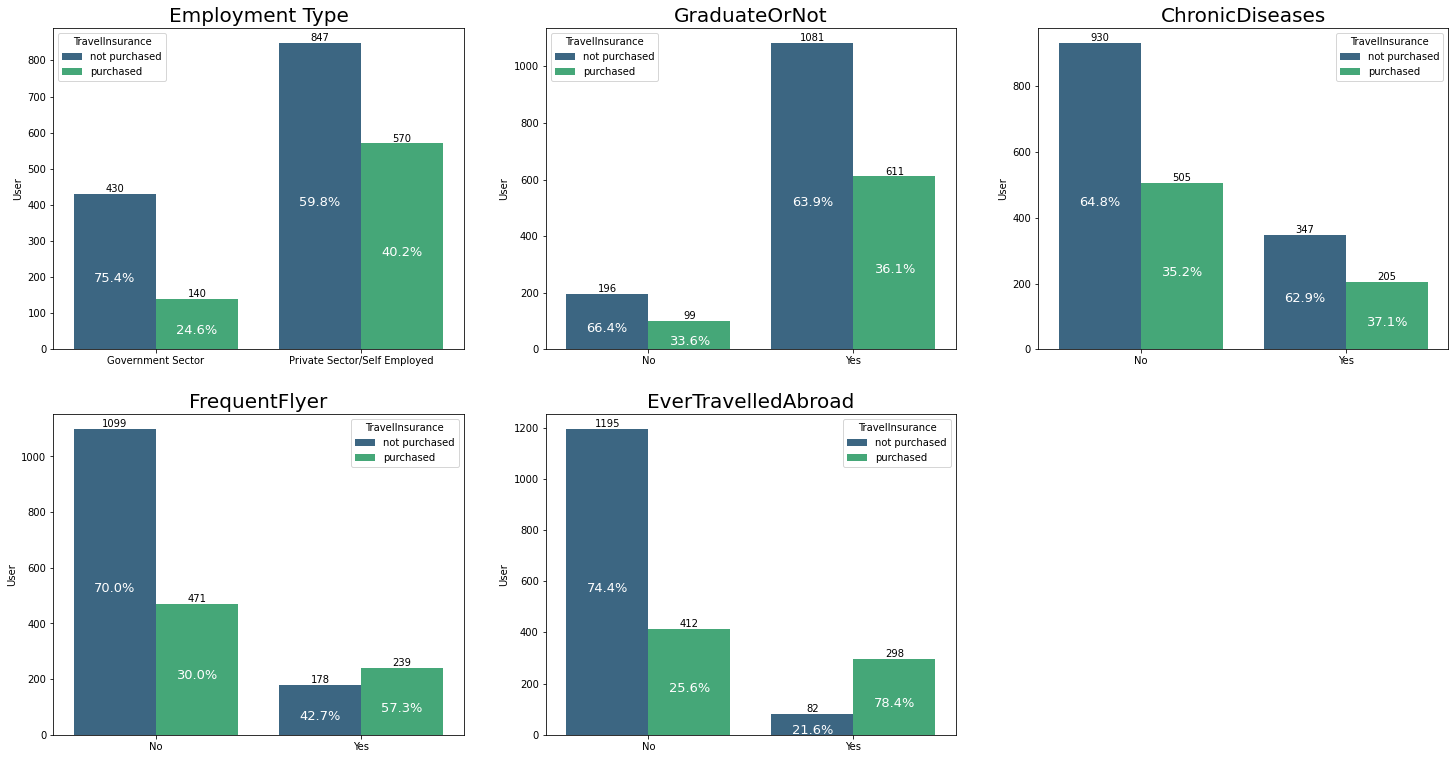 Employment Type
TravelInsurance
not purchased
purchased
User
800
700
600
500
400
300
200
100
0
430
75.4%
140
24.6%
847
59.8%
570
40.2%
Government Sector
Private Sector/Self Employed
GraduateOrNot
TravelInsurance
not purchased
purchased
User
1000
800
600
400
200
0
196
66.4%
99
33.6%
1081
63.9%
611
36.1%
No
Yes
ChronicDiseases
TravelInsurance
not purchased
purchased
User
800
600
400
200
0
930
64.8%
505
35.2%
347
62.9%
205
37.1%
No
Yes
FrequentFlyer
TravelInsurance
not purchased
purchased
User
1000
800
600
400
200
0
1099
70.0%
471
30.0%
178
42.7%
239
57.3%
No
Yes
EverTravelledAbroad
TravelInsurance
not purchased
purchased
User
1200
1000
800
600
400
200
0
1195
74.4%
412
25.6%
82
21.6%
298
78.4%
No
Yes